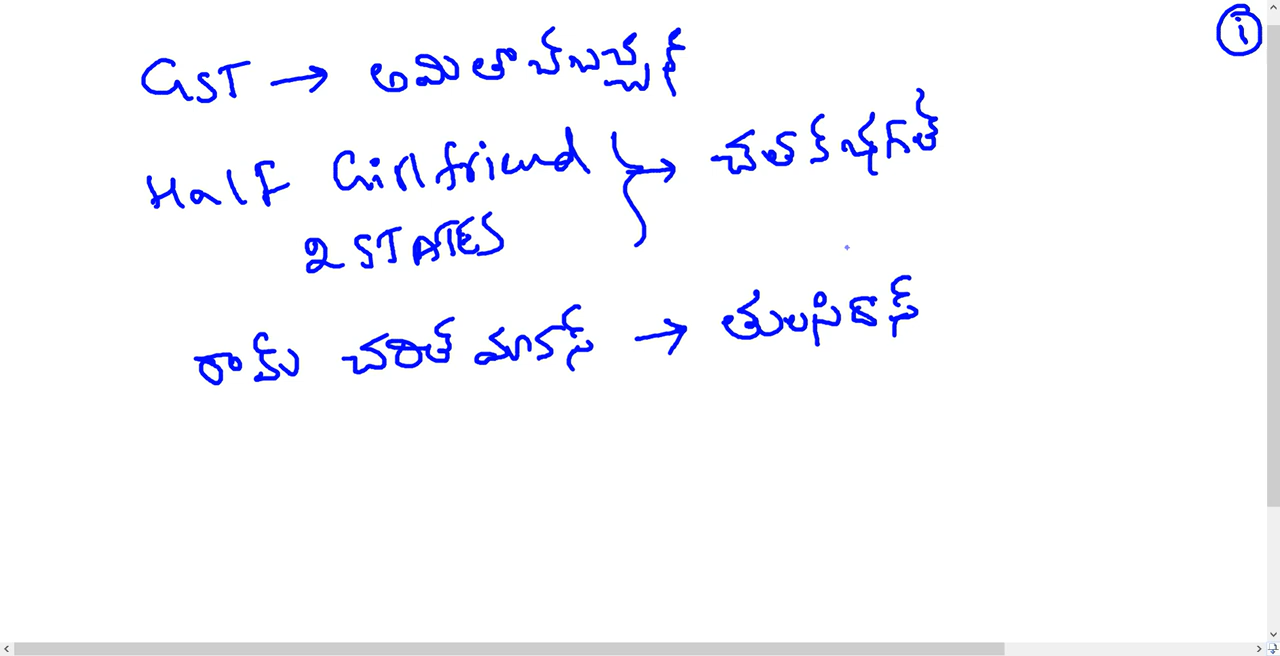 GST → అమితాబ్ బచ్చన్
Half Girlfriend
2 STATES
} → చేతన్ భగత్
రామ చరిత్ మానస్ → తులసీదాస్
i